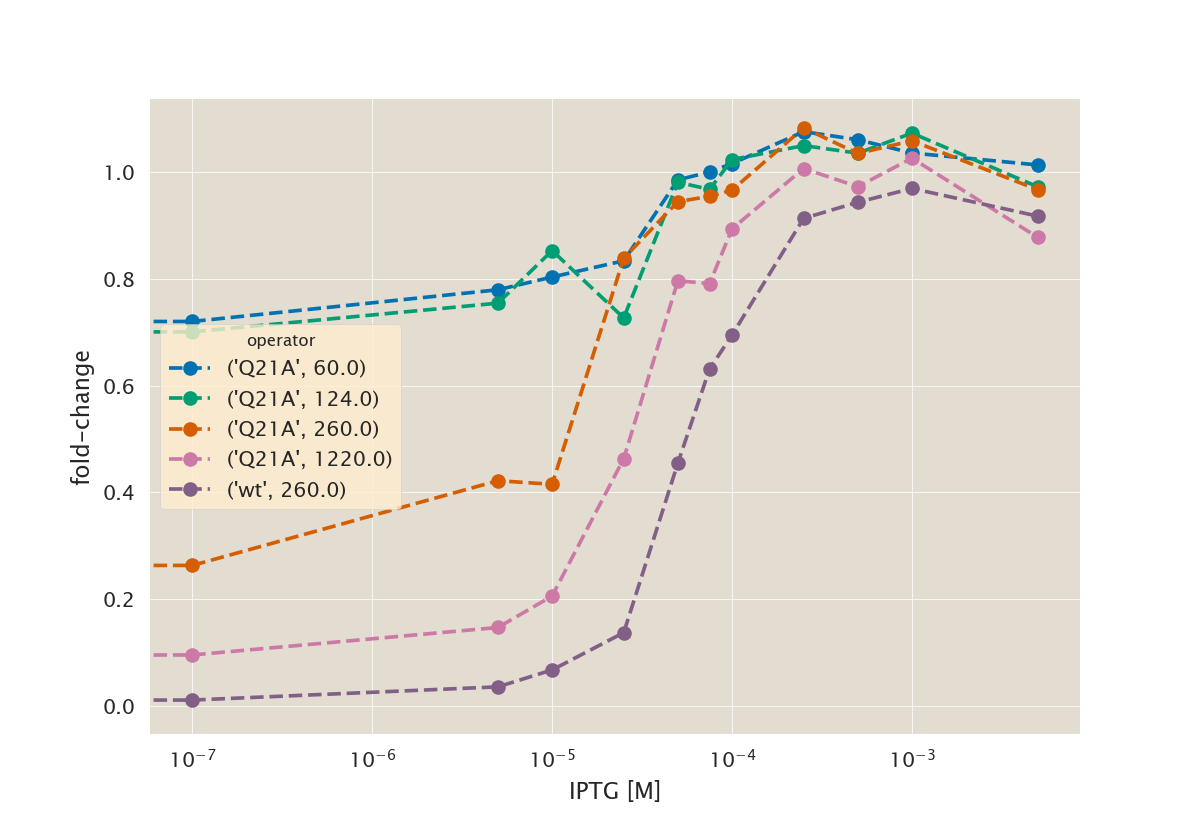 1.0
0.8
0.6
0.4
0.2
0.0
fold-change
operator
('Q21A', 60.0)
('Q21A', 124.0)
('Q21A', 260.0)
('Q21A', 1220.0)
('wt', 260.0)
10⁻⁷ 10⁻⁶ 10⁻⁵ 10⁻⁴ 10⁻³
IPTG [M]